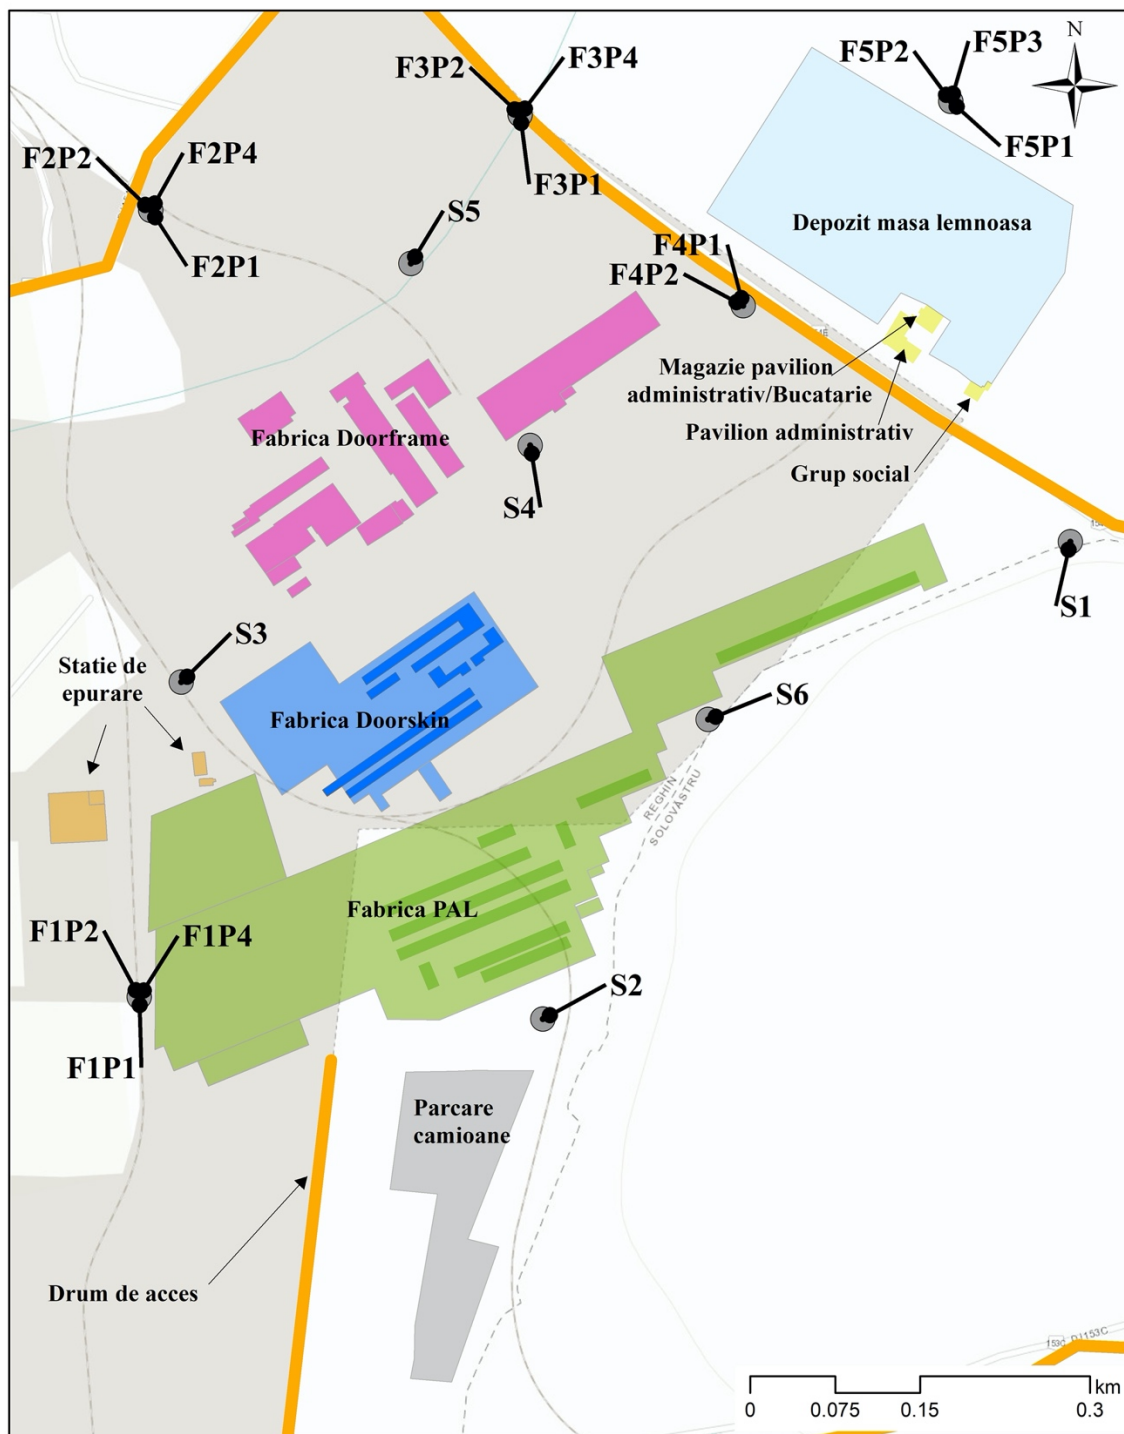 N
F3P2
F3P4
F5P2
F5P3
F5P1
F2P2
F2P4
F3P1
S5
Depozit masa lemnoasa
F4P1
F4P2
F2P1
Magazie pavilion
administrativ/Bucatarie
Fabrica Doorframe
Pavilion administrativ
Grup social
S4
S1
S3
Statie de
epurare
S6
Fabrica Doorskin
REGHIN
SOLOVĂSTRU
Fabrica PAL
F1P2
F1P4
S2
F1P1
Parcare
camioane
Drum de acces
153C
km
0
0.075
0.15
0.3